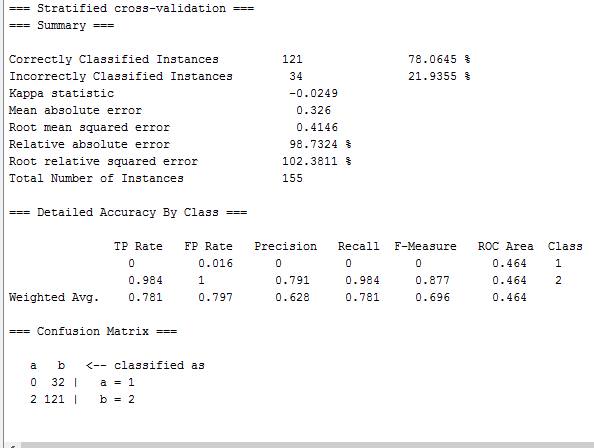 === Stratified cross-validation ===
=== Summary ===
Correctly Classified Instances 121 78.0645 %
Incorrectly Classified Instances 34 21.9355 %
Kappa statistic -0.0249
Mean absolute error 0.326
Root mean squared error 0.4146
Relative absolute error 98.7324 %
Root relative squared error 102.3811 %
Total Number of Instances 155
=== Detailed Accuracy By Class ===
TP Rate FP Rate Precision Recall F-Measure ROC Area Class
0 0.016 0 0 0 0.464 1
0.984 1 0.791 0.984 0.877 0.464 2
Weighted Avg. 0.781 0.797 0.628 0.781 0.696 0.464
=== Confusion Matrix ===
a b <-- classified as
0 32 | a = 1
2 121 | b = 2